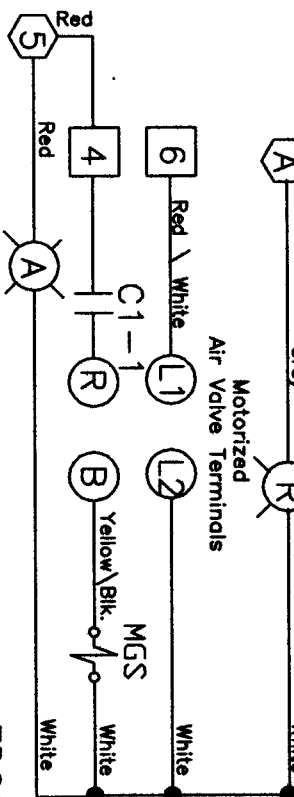 A
R
Motorized
Air Valve Terminals
6
Red \ White
L1
L2
White
4
C1-1
R
B
Yellow\Blk.
MGS
White
Red
5
Red
A
White